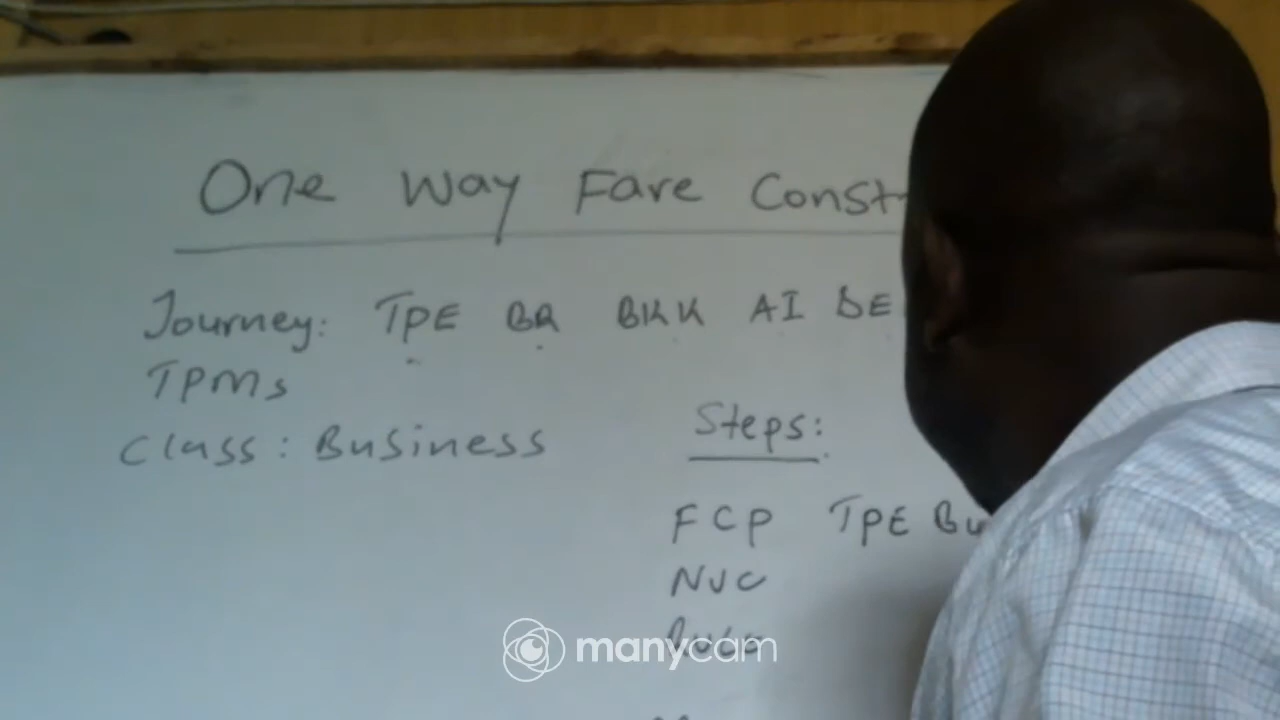 One Way Fare Const
Journey: TPE BR BKK AI DE
TPMs
Class: Business
Steps:
FCP TPE Bu
NUC
Rule
manycam